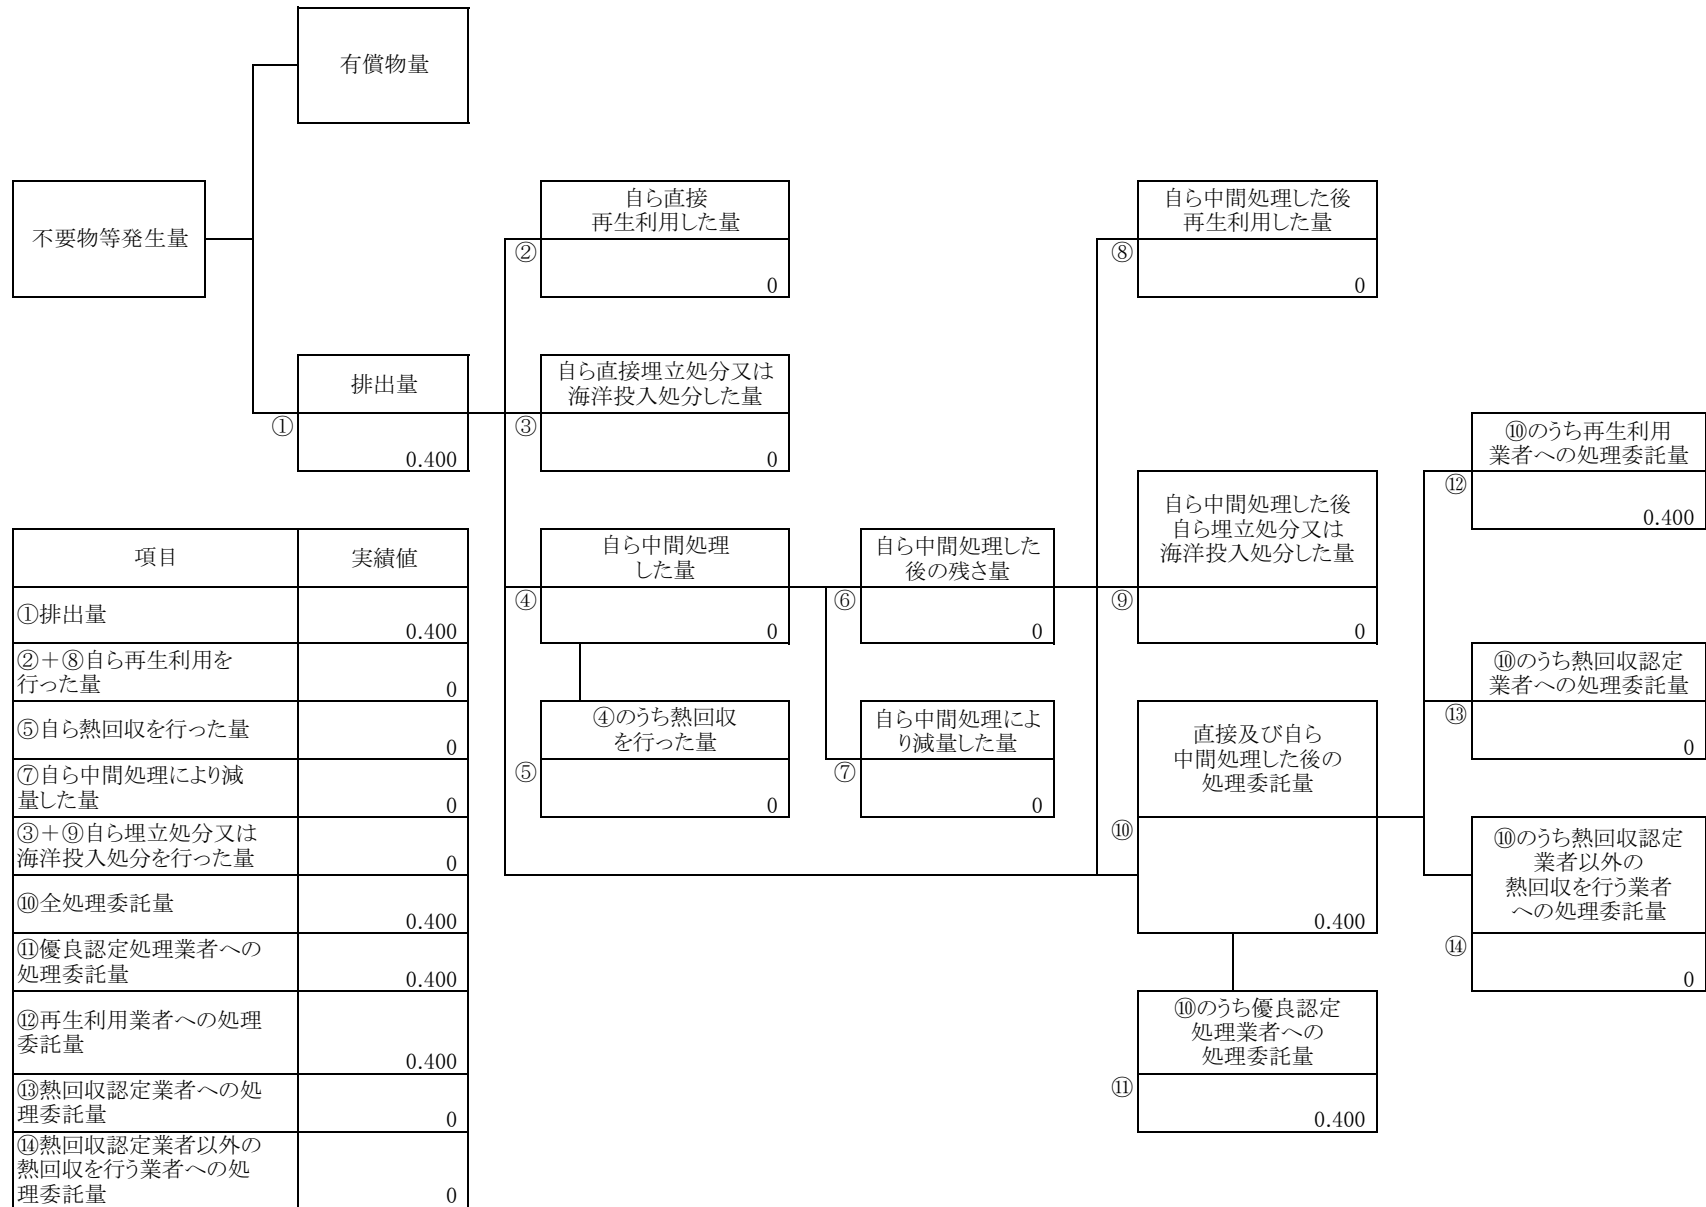 有償物量
不要物等発生量
自ら直接
再生利用した量
②
0
自ら中間処理した後
再生利用した量
⑧
0
排出量
①
0.400
自ら直接埋立処分又は
海洋投入処分した量
③
0
⑩のうち再生利用
業者への処理委託量
⑫
0.400
自ら中間処理した後
自ら埋立処分又は
海洋投入処分した量
⑨
0
自ら中間処理
した量
④
0
自ら中間処理した
後の残さ量
⑥
0
⑩のうち熱回収認定
業者への処理委託量
⑬
0
④のうち熱回収
を行った量
⑤
0
自ら中間処理によ
り減量した量
⑦
0
直接及び自ら
中間処理した後の
処理委託量
⑩
0.400
⑩のうち熱回収認定
業者以外の
熱回収を行う業者
への処理委託量
⑭
0
⑩のうち優良認定
処理業者への
処理委託量
⑪
0.400
項目 実績値
①排出量
0.400
②+⑧自ら再生利用を
行った量 0
⑤自ら熱回収を行った量
0
⑦自ら中間処理により減
量した量 0
③+⑨自ら埋立処分又は
海洋投入処分を行った量 0
⑩全処理委託量
0.400
⑪優良認定処理業者への
処理委託量 0.400
⑫再生利用業者への処理
委託量
0.400
⑬熱回収認定業者への処
理委託量 0
⑭熱回収認定業者以外の
熱回収を行う業者への処
理委託量 0